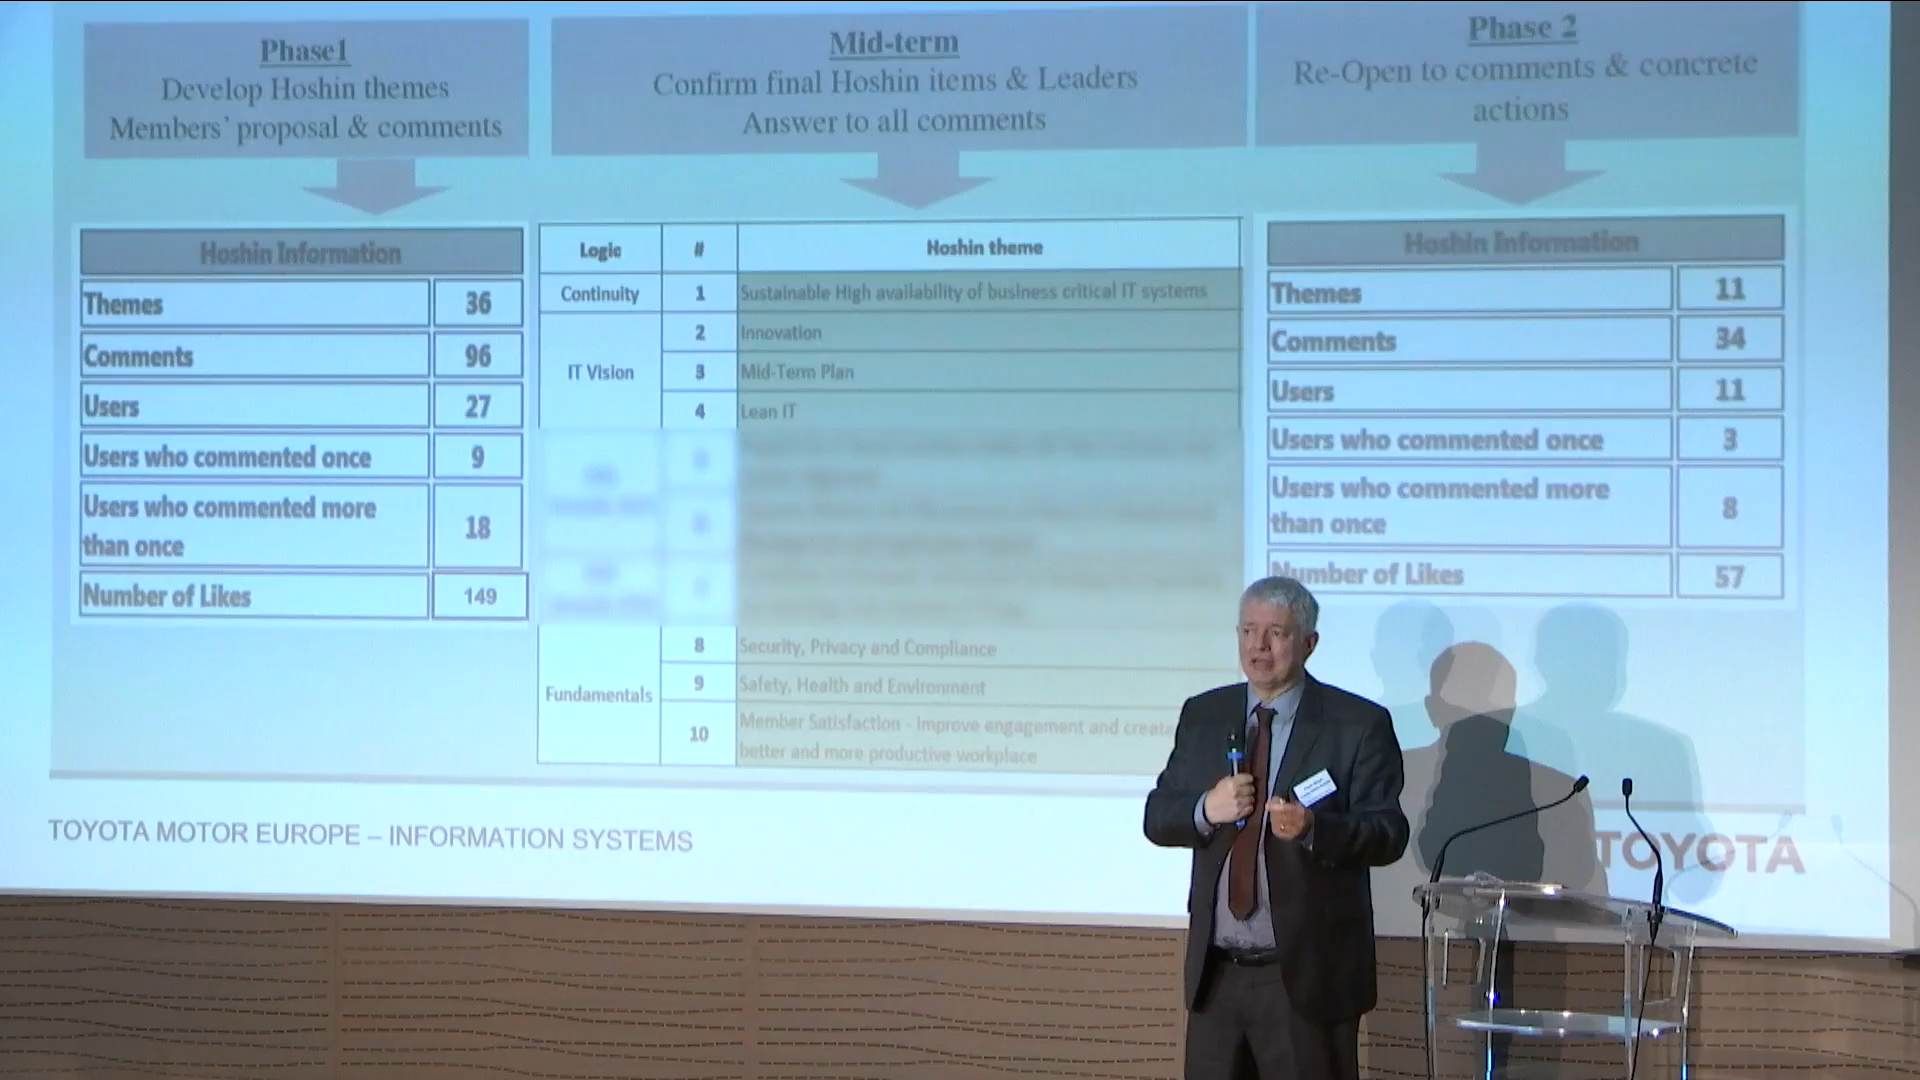 Phase1
Develop Hoshin themes
Members' proposal & comments
Mid-term
Confirm final Hoshin items & Leaders
Answer to all comments
Phase 2
Re-Open to comments & concrete
actions
Hoshin Information
Themes 36
Comments 96
Users 27
Users who commented once 9
Users who commented more
than once 18
Number of Likes 149
Logic # Hoshin theme
Continuity 1 Sustainable High availability of business critical IT systems
IT Vision
2 Innovation
3 Mid-Term Plan
4 Lean IT
Fundamentals
8 Security, Privacy and Compliance
9 Safety, Health and Environment
10 Member Satisfaction - improve engagement and create
better and more productive workplace
Hoshin Information
Themes 11
Comments 34
Users 11
Users who commented once 3
Users who commented more
than once 8
Number of Likes 57
TOYOTA MOTOR EUROPE – INFORMATION SYSTEMS
TOYOTA